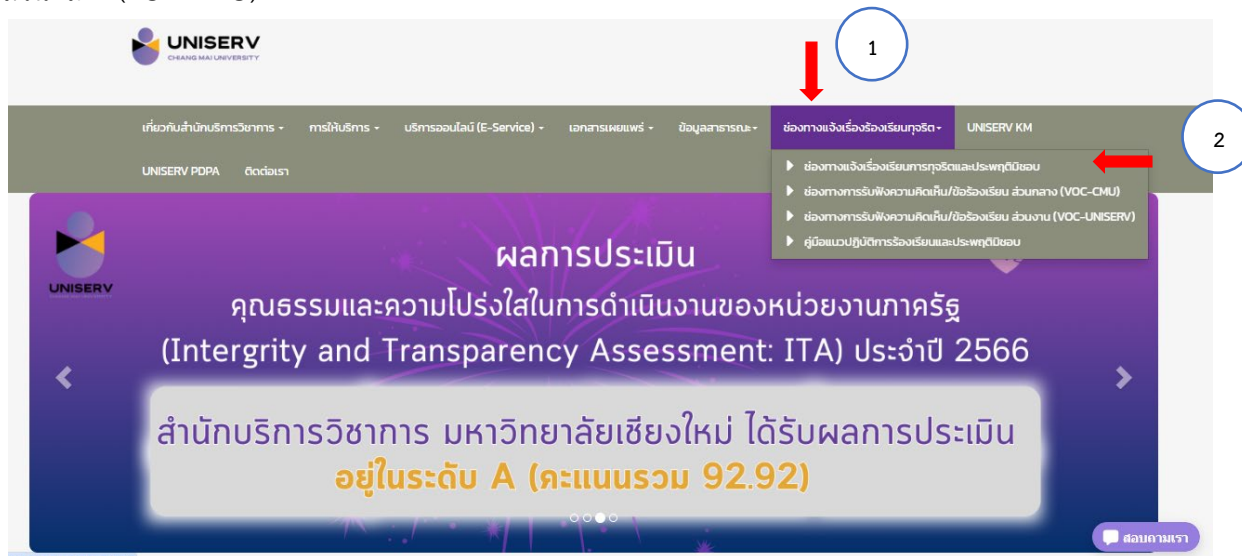 UNISERV
CHIANG MAI UNIVERSITY
1
เกี่ยวกับสำนักบริการวิชาการ
การให้บริการ
บริการออนไลน์ (E-Service)
เอกสารเผยแพร่
ข้อมูลสาธารณะ
ช่องทางแจ้งเรื่องร้องเรียนทุจริต
UNISERV KM
2
UNISERV PDPA
ติดต่อเรา
ช่องทางแจ้งเรื่องเรียนการทุจริตและประพฤติมิชอบ
ช่องทางการรับฟังความคิดเห็น/ข้อร้องเรียน ส่วนกลาง (VOC-CMU)
ช่องทางการรับฟังความคิดเห็น/ข้อร้องเรียน ส่วนงาน (VOC-UNISERV)
คู่มือแนวปฏิบัติการร้องเรียนและประพฤติมิชอบ
UNISERV
ผลการประเมิน
คุณธรรมและความโปร่งใสในการดำเนินงานของหน่วยงานภาครัฐ
(Intergrity and Transparency Assessment: ITA) ประจำปี 2566
สำนักบริการวิชาการ มหาวิทยาลัยเชียงใหม่ ได้รับผลการประเมิน
อยู่ในระดับ A (คะแนนรวม 92.92)
สอบถามเรา